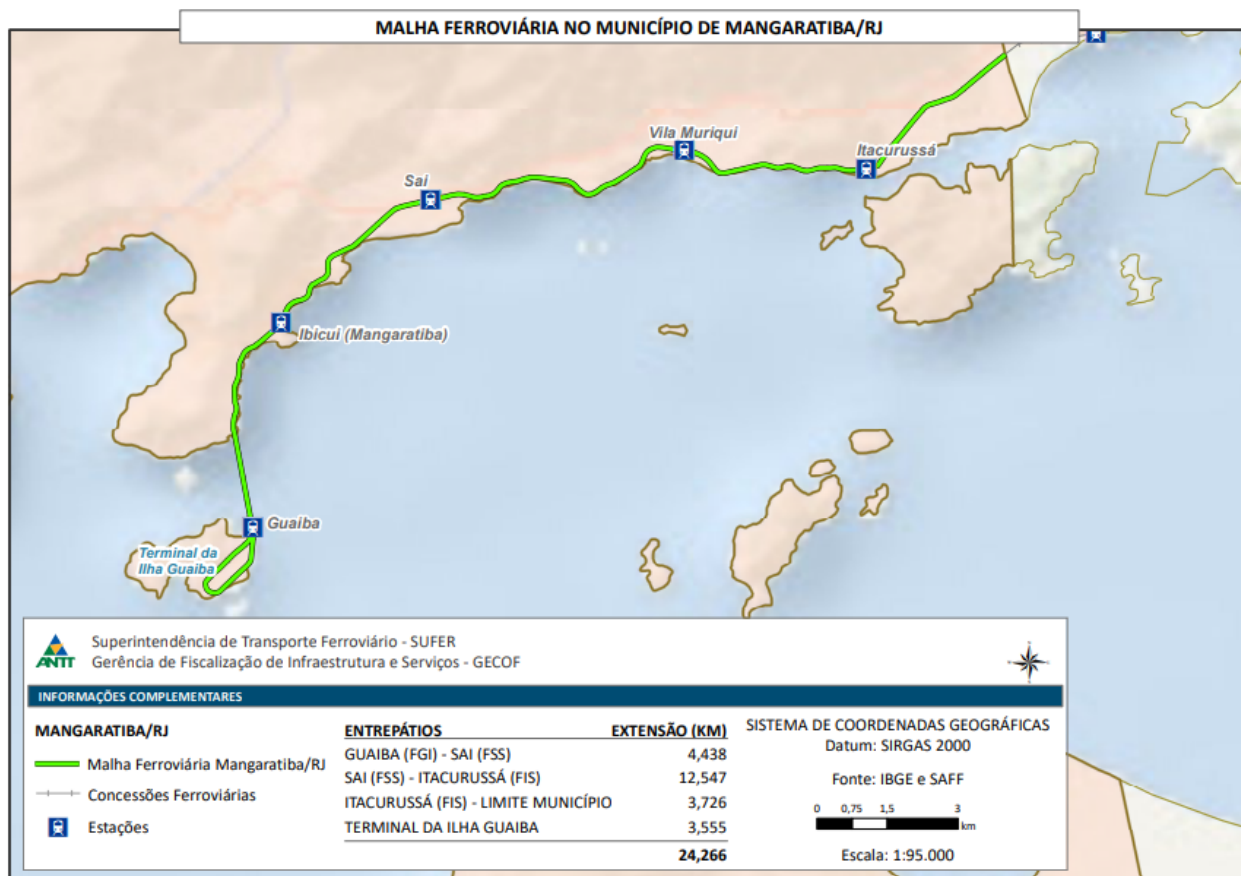 MALHA FERROVIÁRIA NO MUNICÍPIO DE MANGARATIBA/RJ
Vila Muriqui
Itacurussá
Sai
Ibicui (Mangaratiba)
Guaiba
Terminal da
Ilha Guaiba
ANTT
Superintendência de Transporte Ferroviário - SUFER
Gerência de Fiscalização de Infraestrutura e Serviços - GECOF
INFORMAÇÕES COMPLEMENTARES
MANGARATIBA/RJ
Malha Ferroviária Mangaratiba/RJ
Concessões Ferroviárias
Estações
ENTREPÁTIOS EXTENSÃO (KM)
GUAIBA (FGI) - SAI (FSS) 4,438
SAI (FSS) - ITACURUSSÁ (FIS) 12,547
ITACURUSSÁ (FIS) - LIMITE MUNICÍPIO 3,726
TERMINAL DA ILHA GUAIBA 3,555
24,266
SISTEMA DE COORDENADAS GEOGRÁFICAS
Datum: SIRGAS 2000
Fonte: IBGE e SAFF
0 0,75 1,5 3
km
Escala: 1:95.000